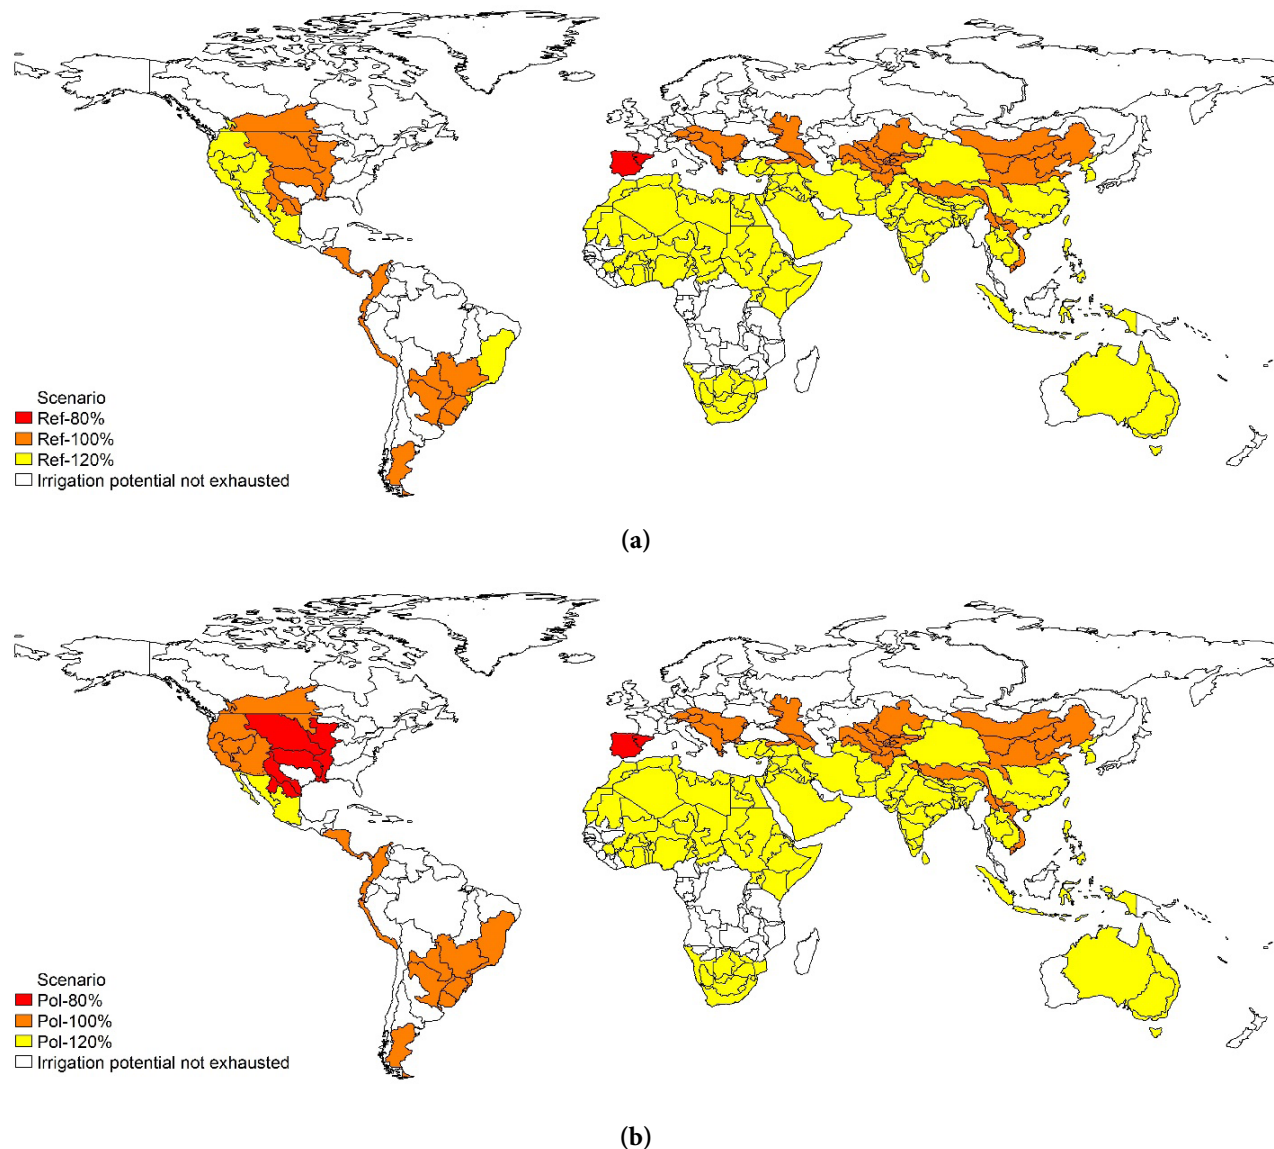 Scenario
Ref-80%
Ref-100%
Ref-120%
Irrigation potential not exhausted
(a)
Scenario
Pol-80%
Pol-100%
Pol-120%
Irrigation potential not exhausted
(b)